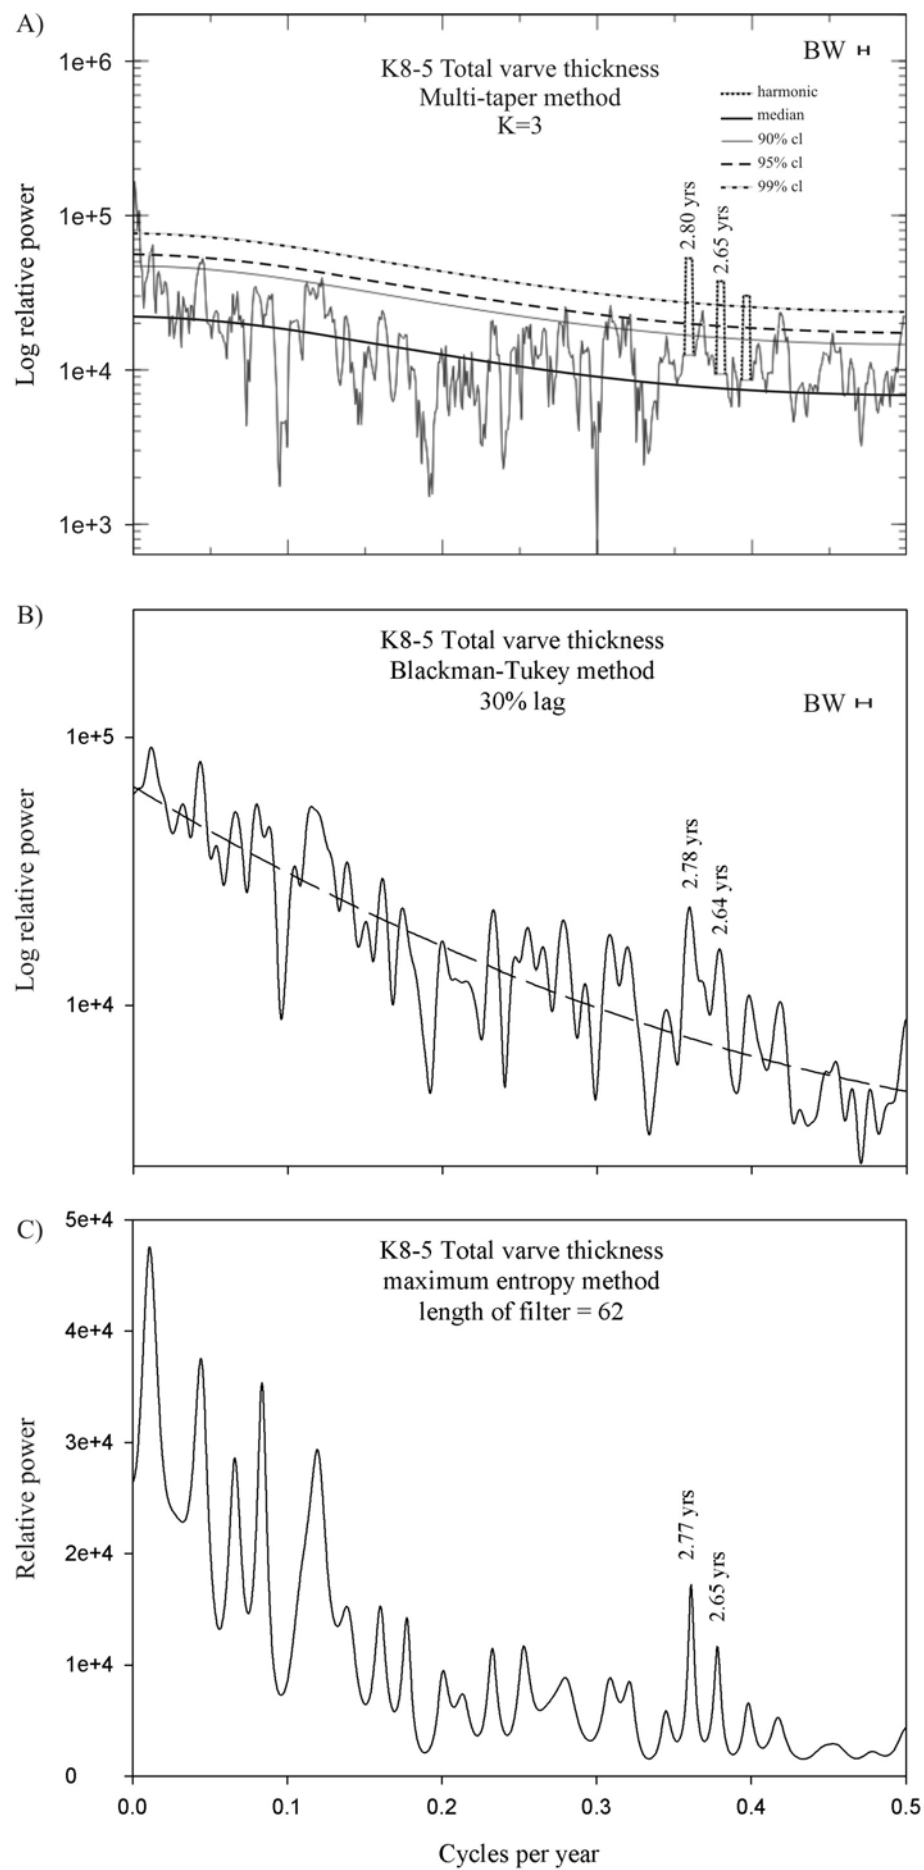 A)
K8-5 Total varve thickness
Multi-taper method
K=3
BW
harmonic
median
90% cl
95% cl
99% cl
2.80 yrs
2.65 yrs
1e+6
1e+5
1e+4
1e+3
Log relative power
B)
K8-5 Total varve thickness
Blackman-Tukey method
30% lag
BW
2.78 yrs
2.64 yrs
1e+5
1e+4
Log relative power
C)
K8-5 Total varve thickness
maximum entropy method
length of filter = 62
2.77 yrs
2.65 yrs
5e+4
4e+4
3e+4
2e+4
1e+4
0
Relative power
0.0 0.1 0.2 0.3 0.4 0.5
Cycles per year